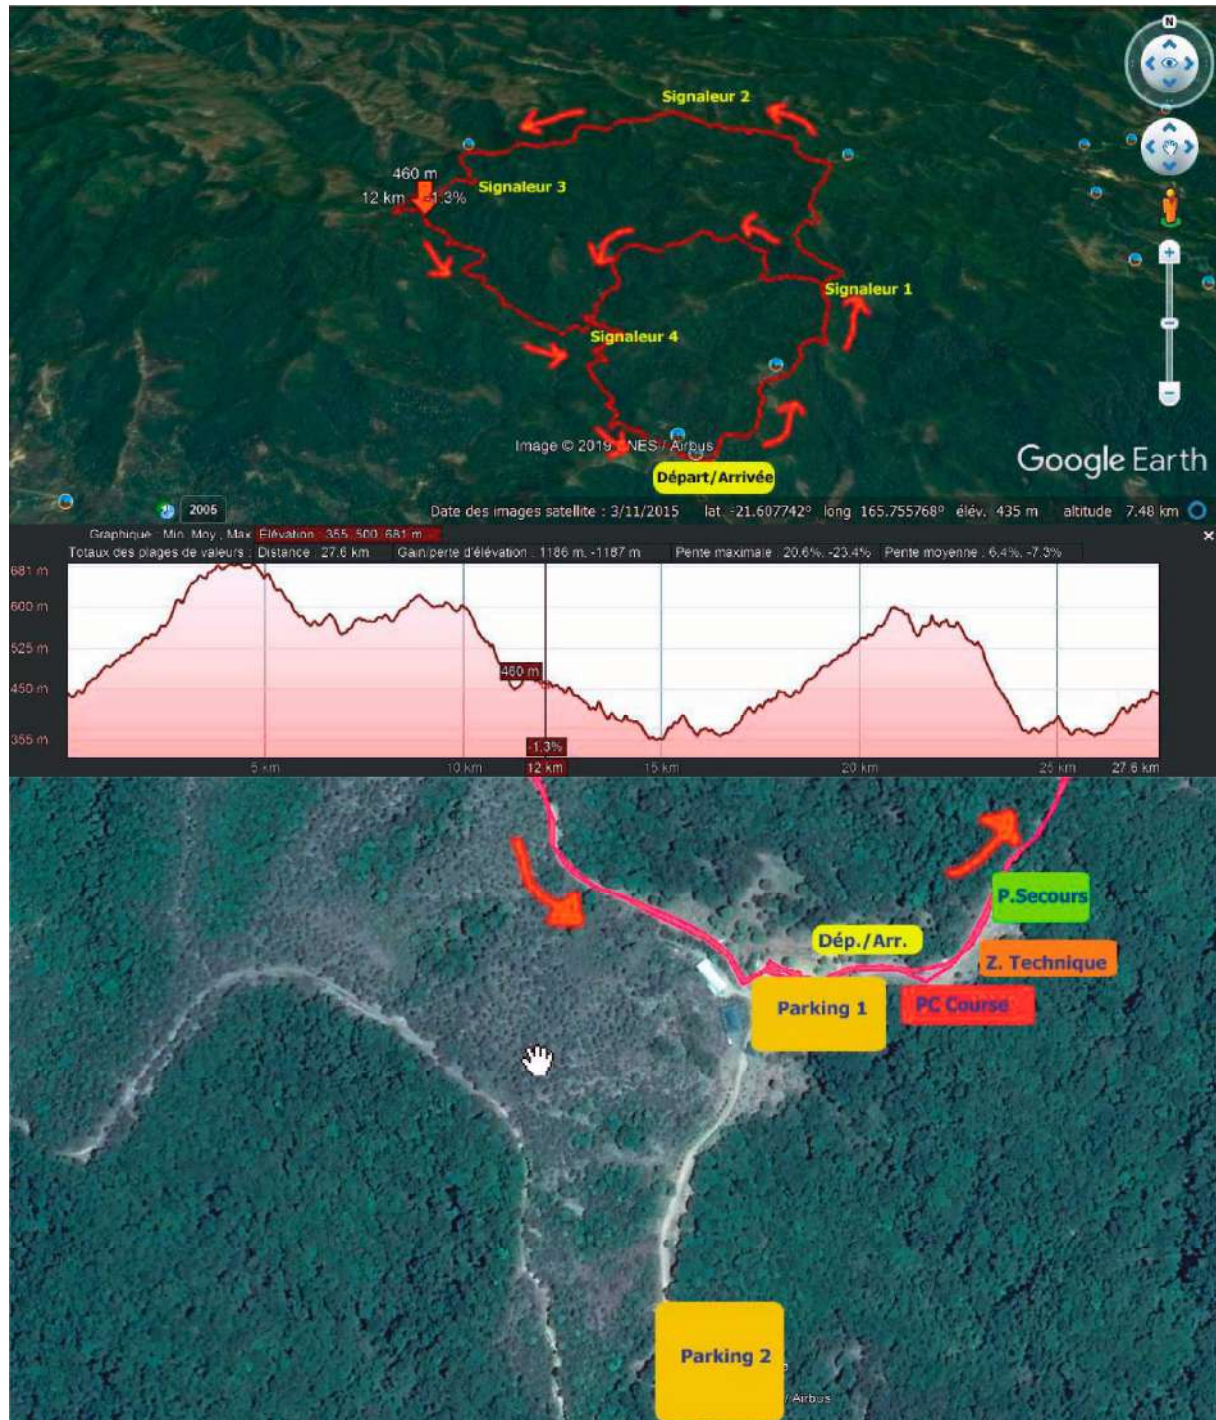 N
Signaleur 2
460 m
Signaleur 3
12 km -1.3%
Signaleur 1
Signaleur 4
Image © 2019 CNES / Airbus
Google Earth
Départ/Arrivée
2005
Date des images satellite : 3/11/2015 lat -21.607742° long 165.755768° élév. 435 m altitude 7.48 km
Graphique : Min, Moy, Max Élévation : 355, 500, 681 m
Totaux des plages de valeurs : Distance : 27.6 km Gain/perte d'élévation : 1186 m, -1187 m Pente maximale : 20.6%, -23.4% Pente moyenne : 6.4%, -7.3%
681 m
600 m
525 m
460 m
450 m
355 m
-1.3%
5 km 10 km 12 km 15 km 20 km 25 km 27.6 km
P.Secours
Dép./Arr.
Z. Technique
Parking 1
PC Course
Parking 2
/ Airbus